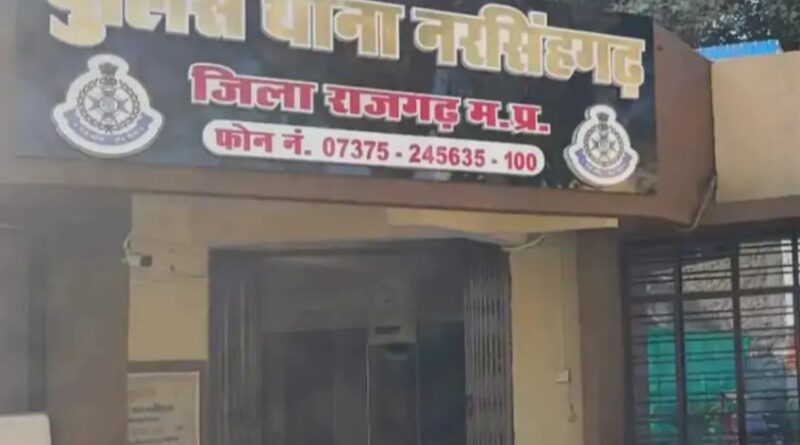 पुलिस थाना नरसिंहगढ़
जिला राजगढ़ म.प्र.
फोन नं. 07375 - 245635 - 100